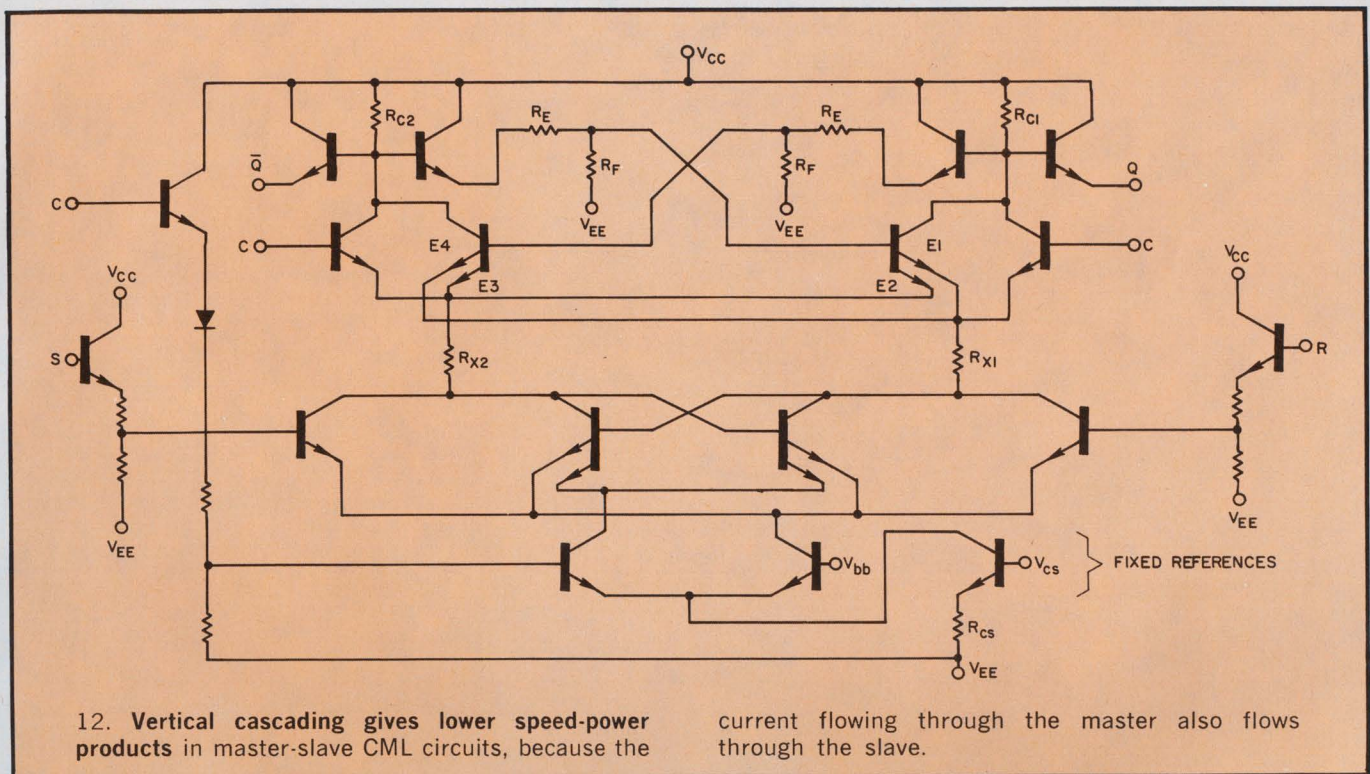 VCC
RC2
RE
RE
RC1
Q̄
RF
RF
Q
C
VEE
VEE
C
E4
E1
C
VCC
E3
E2
VCC
S
RX2
RX1
R
VEE
VEE
Vbb
Vcs
FIXED REFERENCES
Rcs
VEE
12. Vertical cascading gives lower speed-power
products in master-slave CML circuits, because the
current flowing through the master also flows
through the slave.